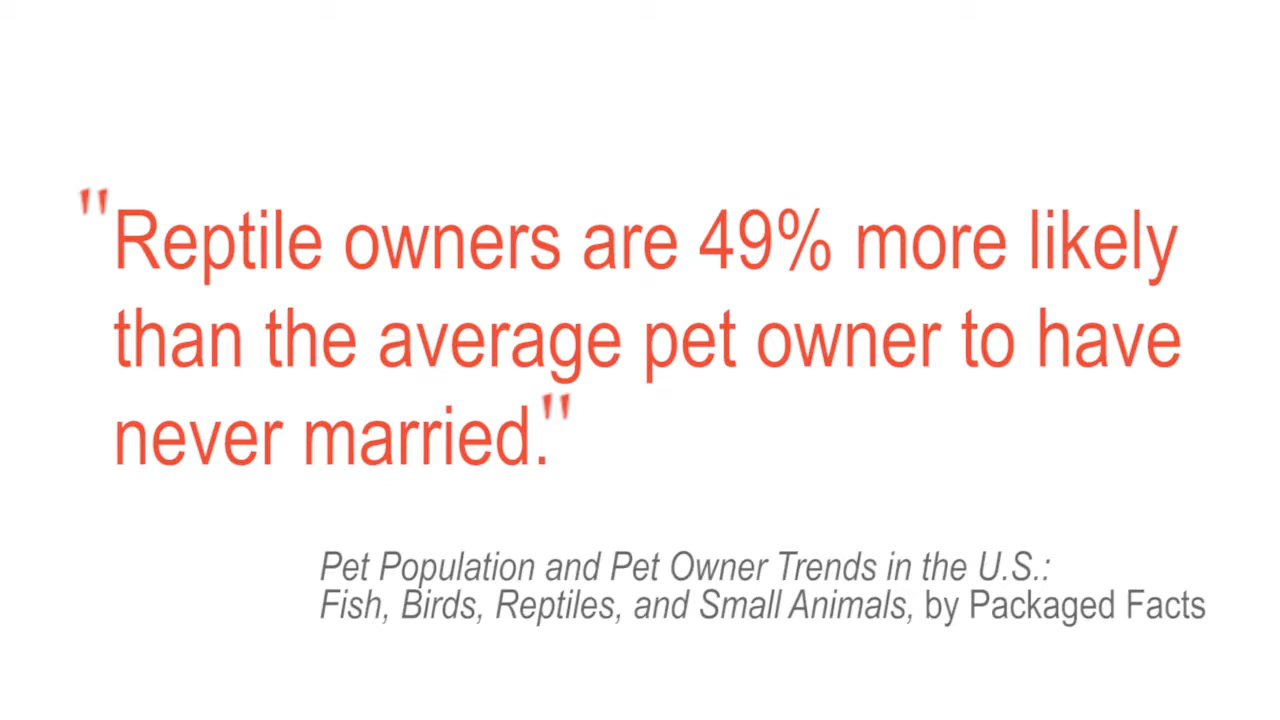 "Reptile owners are 49% more likely
than the average pet owner to have
never married."
Pet Population and Pet Owner Trends in the U.S.:
Fish, Birds, Reptiles, and Small Animals, by Packaged Facts